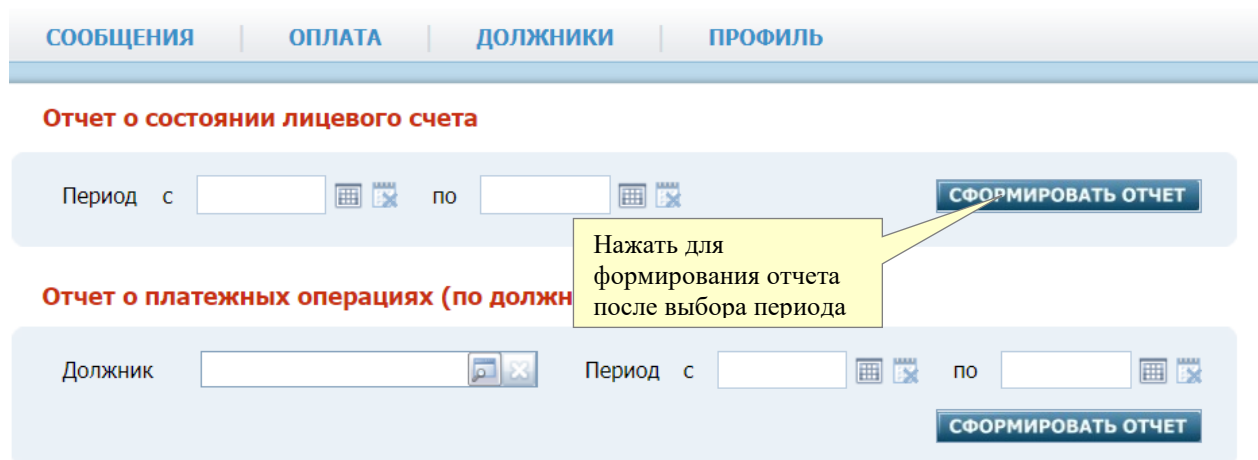 СООБЩЕНИЯ ОПЛАТА ДОЛЖНИКИ ПРОФИЛЬ
Отчет о состоянии лицевого счета
Период с по СФОРМИРОВАТЬ ОТЧЕТ
Нажать для
формирования отчета
после выбора периода
Отчет о платежных операциях (по
Должник Период с по
СФОРМИРОВАТЬ ОТЧЕТ